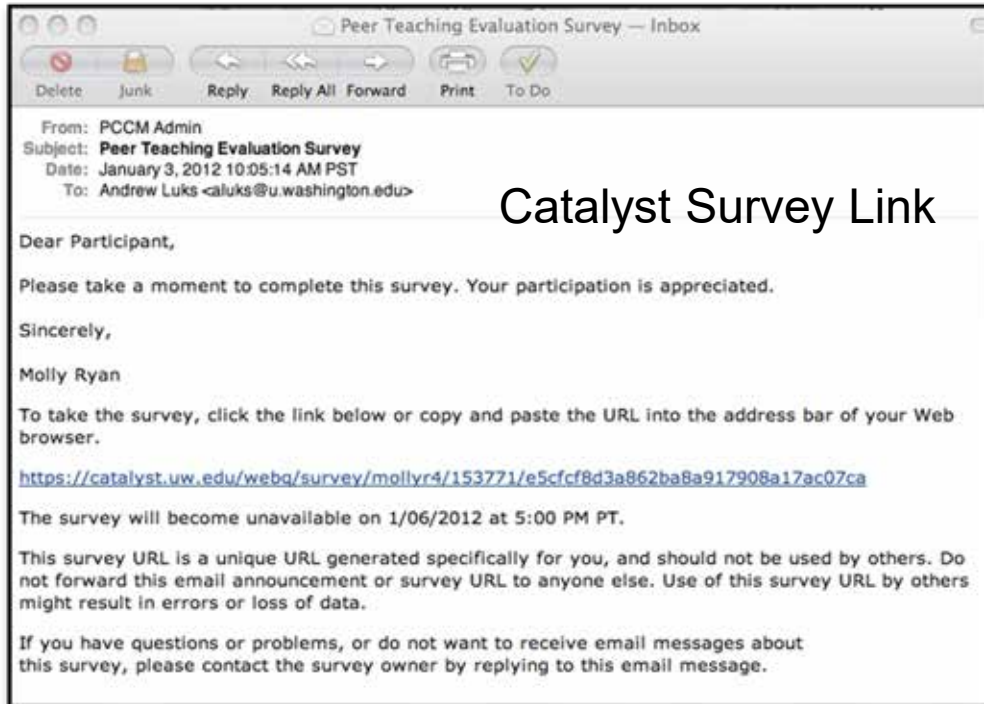 Peer Teaching Evaluation Survey — Inbox
Delete Junk Reply Reply All Forward Print To Do
From: PCCM Admin
Subject: Peer Teaching Evaluation Survey
Date: January 3, 2012 10:05:14 AM PST
To: Andrew Luks <aluks@u.washington.edu>
Catalyst Survey Link
Dear Participant,
Please take a moment to complete this survey. Your participation is appreciated.
Sincerely,
Molly Ryan
To take the survey, click the link below or copy and paste the URL into the address bar of your Web
browser.
https://catalyst.uw.edu/webq/survey/mollyr4/153771/e5cfcf8d3a862ba8a917908a17ac07ca
The survey will become unavailable on 1/06/2012 at 5:00 PM PT.
This survey URL is a unique URL generated specifically for you, and should not be used by others. Do
not forward this email announcement or survey URL to anyone else. Use of this survey URL by others
might result in errors or loss of data.
If you have questions or problems, or do not want to receive email messages about
this survey, please contact the survey owner by replying to this email message.